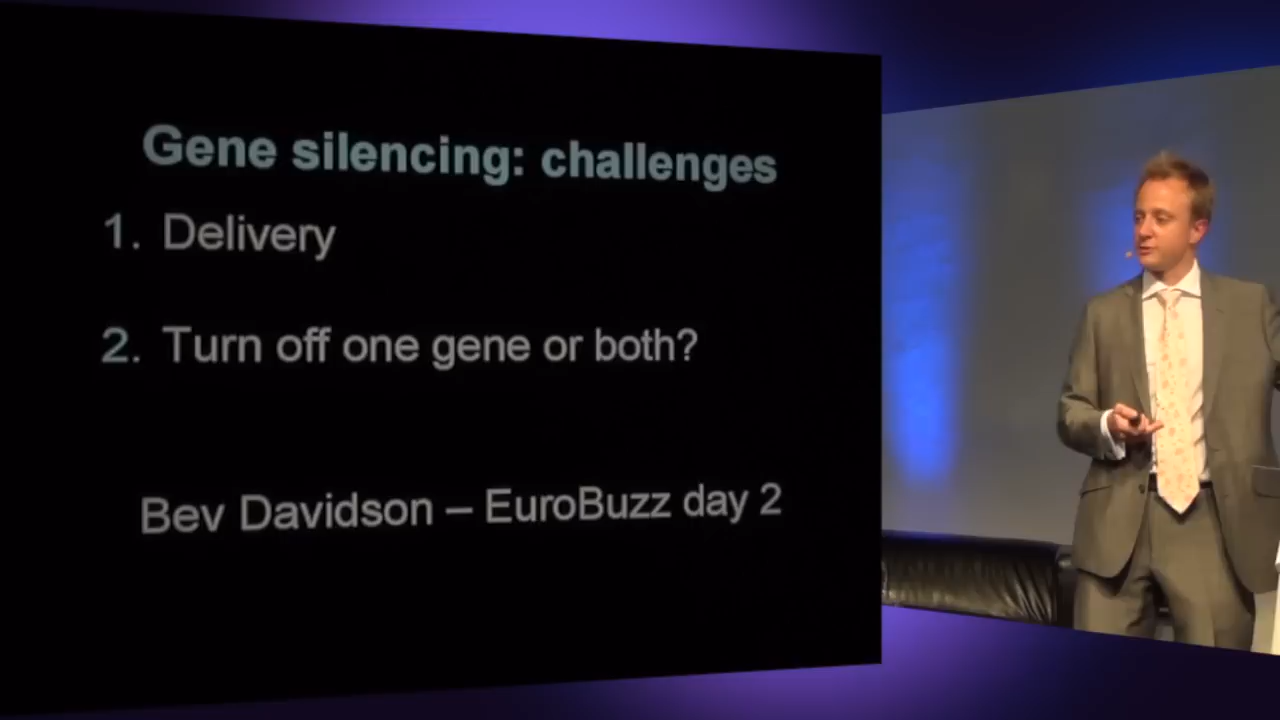 Gene silencing: challenges
1. Delivery
2. Turn off one gene or both?
Bev Davidson – EuroBuzz day 2